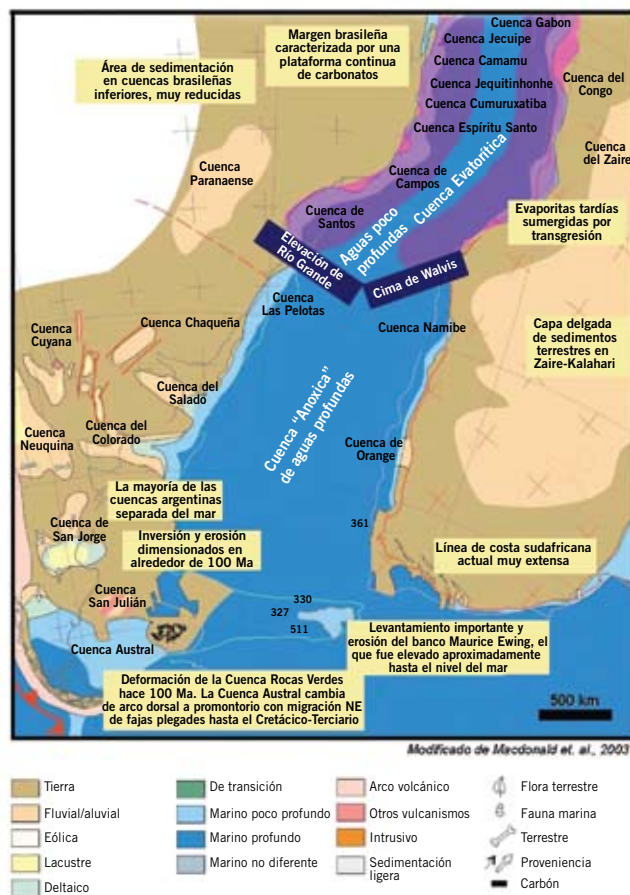 Cuenca Gabon
Cuenca Jecuipe
Cuenca Camamu
Cuenca Jequitinhonhe
Cuenca Cumuruxatiba
Cuenca Espíritu Santo
Cuenca del
Congo
Cuenca
del Zaire
Margen brasileña
caracterizada por una
plataforma continua
de carbonatos
Área de sedimentación
en cuencas brasileñas
inferiores, muy reducidas
Cuenca
Paranaense
Cuenca de
Campos
Cuenca de
Santos
Aguas poco
profundas
Cuenca Evatorítica
Evaporitas tardías
sumergidas por
transgresión
Elevación de
Río Grande
Cima de Walvis
Cuenca
Las Pelotas
Cuenca Namibe
Cuenca Chaqueña
Cuenca
Cuyana
Capa delgada
de sedimentos
terrestres en
Zaire-Kalahari
Cuenca del
Salado
Cuenca "Anoxica"
de aguas profundas
Cuenca del
Colorado
Cuenca
Neuquina
Cuenca de
Orange
La mayoría de las
cuencas argentinas
separada del mar
Cuenca de
San Jorge
Inversión y erosión
dimensionados en
alrededor de 100 Ma
361
Línea de costa sudafricana
actual muy extensa
Cuenca
San Julián
330
327
511
Cuenca Austral
Levantamiento importante y
erosión del banco Maurice Ewing, el
que fue elevado aproximadamente
hasta el nivel del mar
Deformación de la Cuenca Rocas Verdes
hace 100 Ma. La Cuenca Austral cambia
de arco dorsal a promontorio con migración NE
de fajas plegadas hasta el Cretácico-Terciario
500 km
Modificado de Macdonald et. al., 2003
Tierra
Fluvial/aluvial
Eólica
Lacustre
Deltaico
De transición
Marino poco profundo
Marino profundo
Marino no diferente
Arco volcánico
Otros vulcanismos
Intrusivo
Sedimentación
ligera
Flora terrestre
Fauna marina
Terrestre
Proveniencia
Carbón